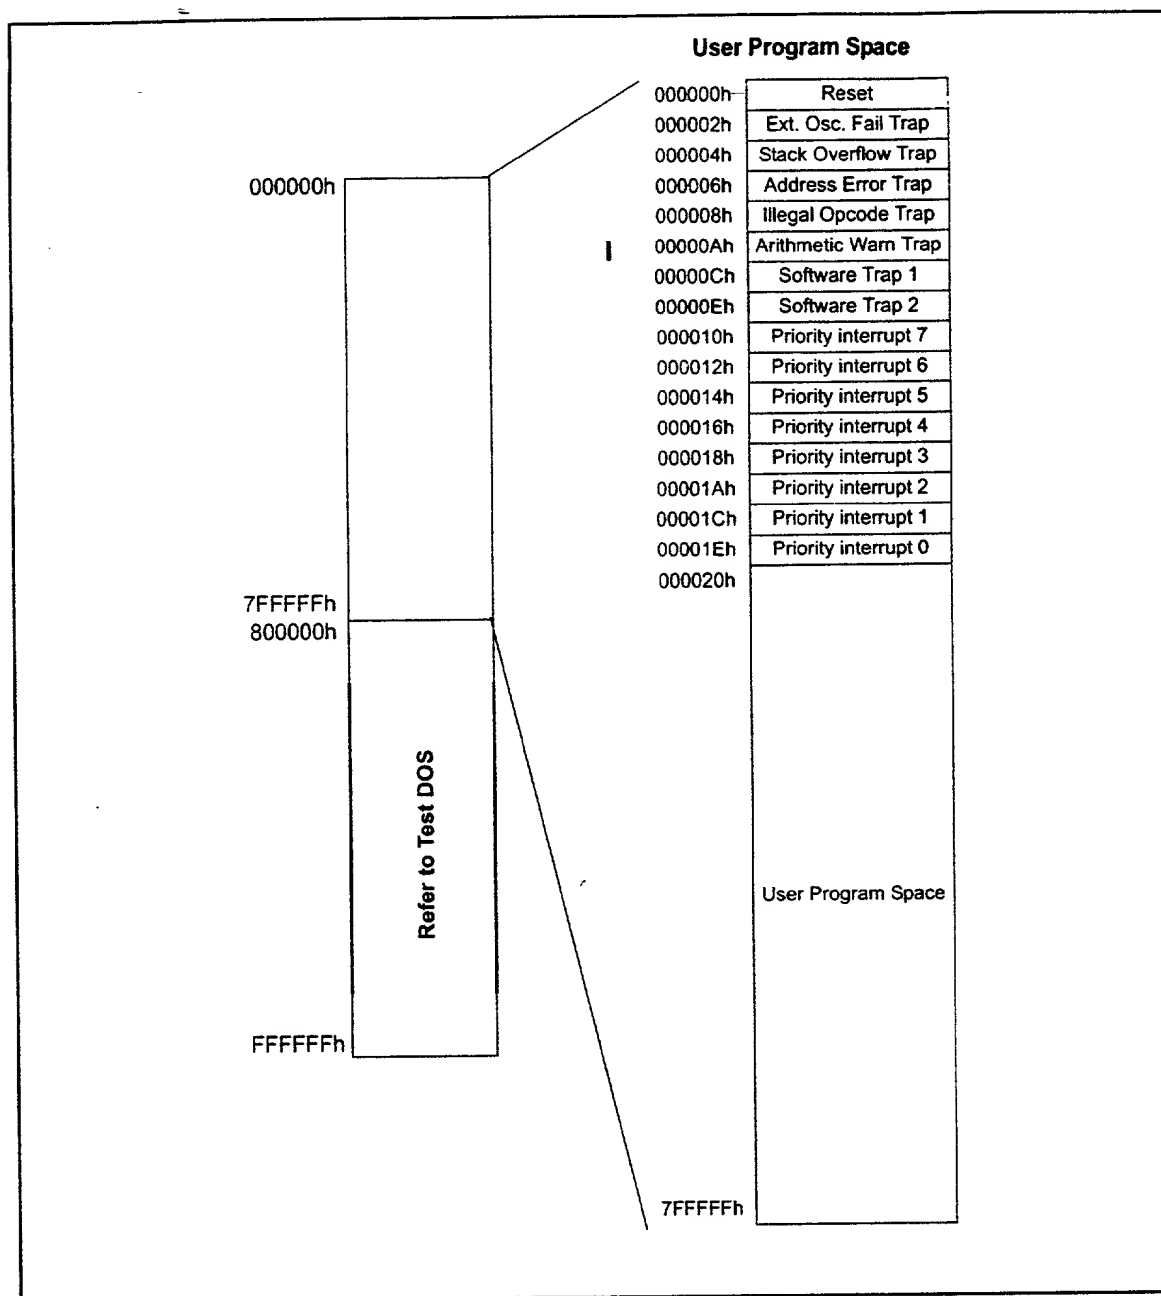 User Program Space
000000h Reset
000002h Ext. Osc. Fail Trap
000004h Stack Overflow Trap
000006h Address Error Trap
000008h Illegal Opcode Trap
00000Ah Arithmetic Warn Trap
00000Ch Software Trap 1
00000Eh Software Trap 2
000010h Priority interrupt 7
000012h Priority interrupt 6
000014h Priority interrupt 5
000016h Priority interrupt 4
000018h Priority interrupt 3
00001Ah Priority interrupt 2
00001Ch Priority interrupt 1
00001Eh Priority interrupt 0
000020h
User Program Space
7FFFFFh
000000h
7FFFFFh
800000h
Refer to Test DOS
FFFFFFh